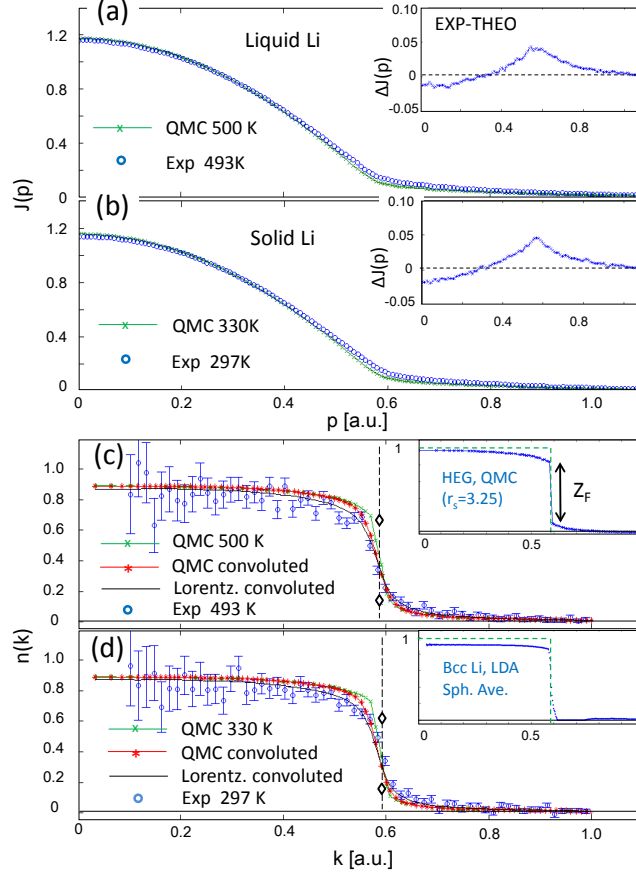 (a)
Liquid Li
QMC 500 K
Exp 493K
EXP-THEO
0.10
0.05
0
-0.05
ΔJ(p)
0 0.4 0.8
1.2
0.8
0.4
0
1.2
0.8
0.4
0
J(p)
(b)
Solid Li
QMC 330K
Exp 297K
0.10
0.05
0
-0.05
ΔJ(p)
0 0.4 0.8
0 0.2 0.4 0.6 0.8 1.0
p [a.u.]
(c)
QMC 500 K
QMC convoluted
Lorentz. convoluted
Exp 493 K
1
HEG, QMC
(rs=3.25)
ZF
0 0.5
1.0
0.8
0.6
0.4
0.2
0
1.0
0.8
0.6
0.4
0.2
0
n(k)
(d)
QMC 330 K
QMC convoluted
Lorentz. convoluted
Exp 297 K
1
Bcc Li, LDA
Sph. Ave.
0 0.5
0 0.2 0.4 0.6 0.8 1.0
k [a.u.]